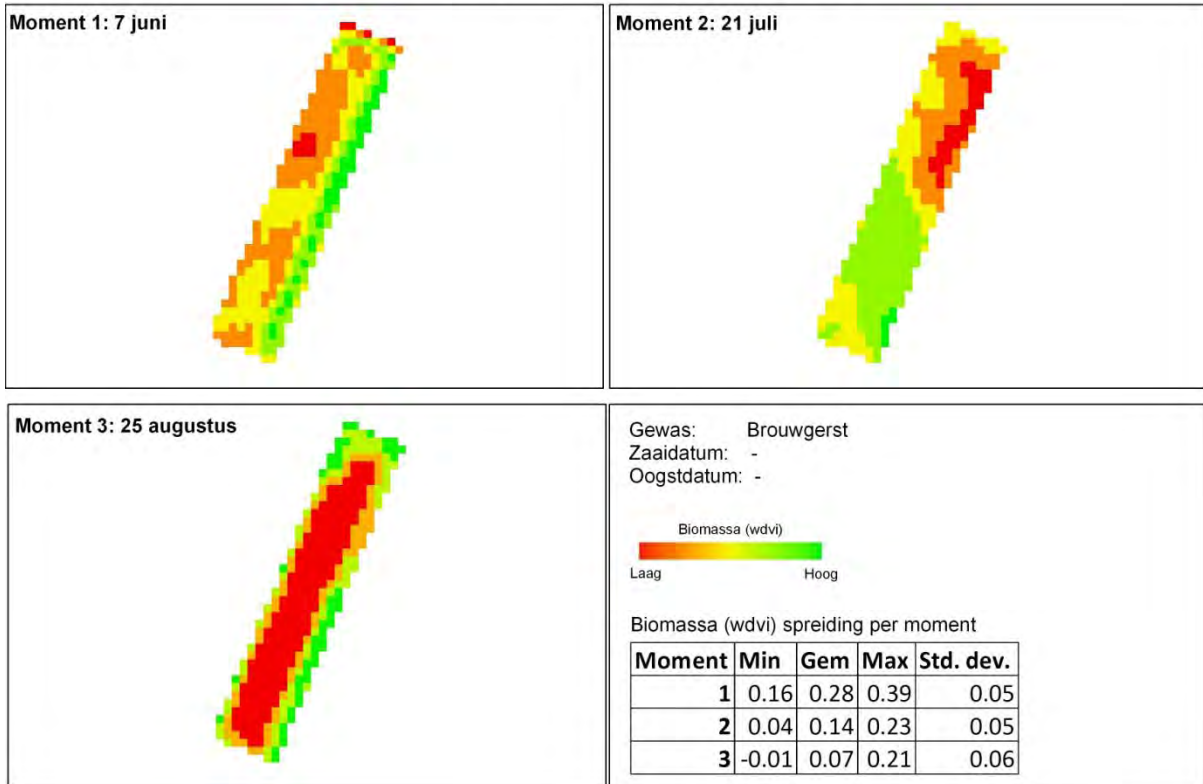 Moment 1: 7 juni
Moment 2: 21 juli
Moment 3: 25 augustus
Gewas: Brouwgerst
Zaaidatum: -
Oogstdatum: -
Biomassa (wdvi)
Laag Hoog
Biomassa (wdvi) spreiding per moment
Moment Min Gem Max Std. dev.
1 0.16 0.28 0.39 0.05
2 0.04 0.14 0.23 0.05
3 -0.01 0.07 0.21 0.06